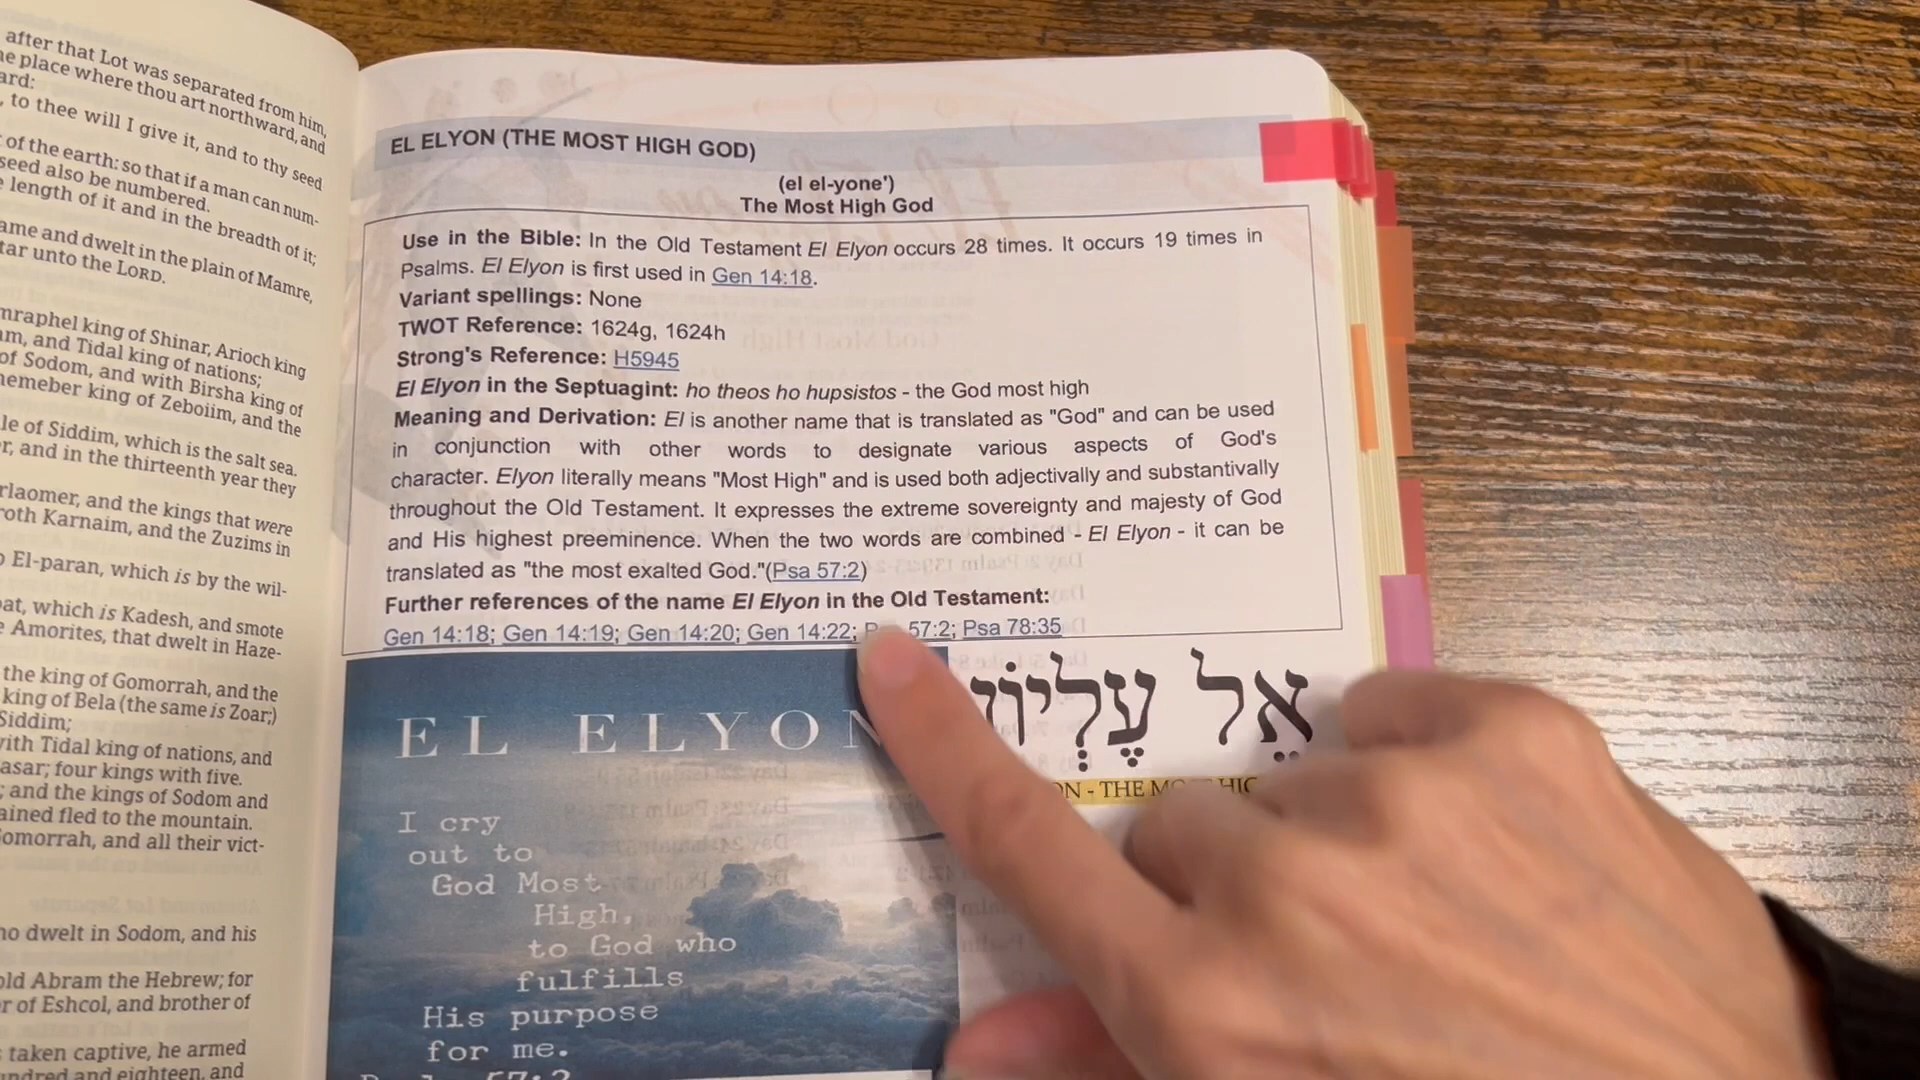 after that Lot was separated from him,
place where thou art northward, and
to thee will I give it, and to thy seed
of the earth: so that if a man can num-
seed also be numbered.
length of it and in the breadth of it;
and dwelt in the plain of Mamre,
unto the LORD.
king of Shinar, Arioch king
and Tidal king of nations;
of Sodom, and with Birsha king of
king of Zeboiim, and the
of Siddim, which is the salt sea.
and in the thirteenth year they
and the kings that were
Karnaim, and the Zuzims in
El-paran, which is by the wil-
which is Kadesh, and smote
Amorites, that dwelt in Haze-
the king of Gomorrah, and the
king of Bela (the same is Zoar;)
Siddim;
with Tidal king of nations, and
four kings with five.
; and the kings of Sodom and
fled to the mountain.
and all their vict-
who dwelt in Sodom, and his
Abram the Hebrew; for
of Eshcol, and brother of
taken captive, he armed
and eighteen, and
EL ELYON (THE MOST HIGH GOD)
(el el-yone')
The Most High God
Use in the Bible: In the Old Testament El Elyon occurs 28 times. It occurs 19 times in
Psalms. El Elyon is first used in Gen 14:18.
Variant spellings: None
TWOT Reference: 1624g, 1624h
Strong's Reference: H5945
El Elyon in the Septuagint: ho theos ho hupsistos - the God most high
Meaning and Derivation: El is another name that is translated as "God" and can be used
in conjunction with other words to designate various aspects of God's
character. Elyon literally means "Most High" and is used both adjectivally and substantivally
throughout the Old Testament. It expresses the extreme sovereignty and majesty of God
and His highest preeminence. When the two words are combined - El Elyon - it can be
translated as "the most exalted God."(Psa 57:2)
Further references of the name El Elyon in the Old Testament:
Gen 14:18; Gen 14:19; Gen 14:20; Gen 14:22; 57:2; Psa 78:35
EL ELYON
אֵל
- THE
I cry
out to
God Most
High,
to God who
fulfills
His purpose
for me.